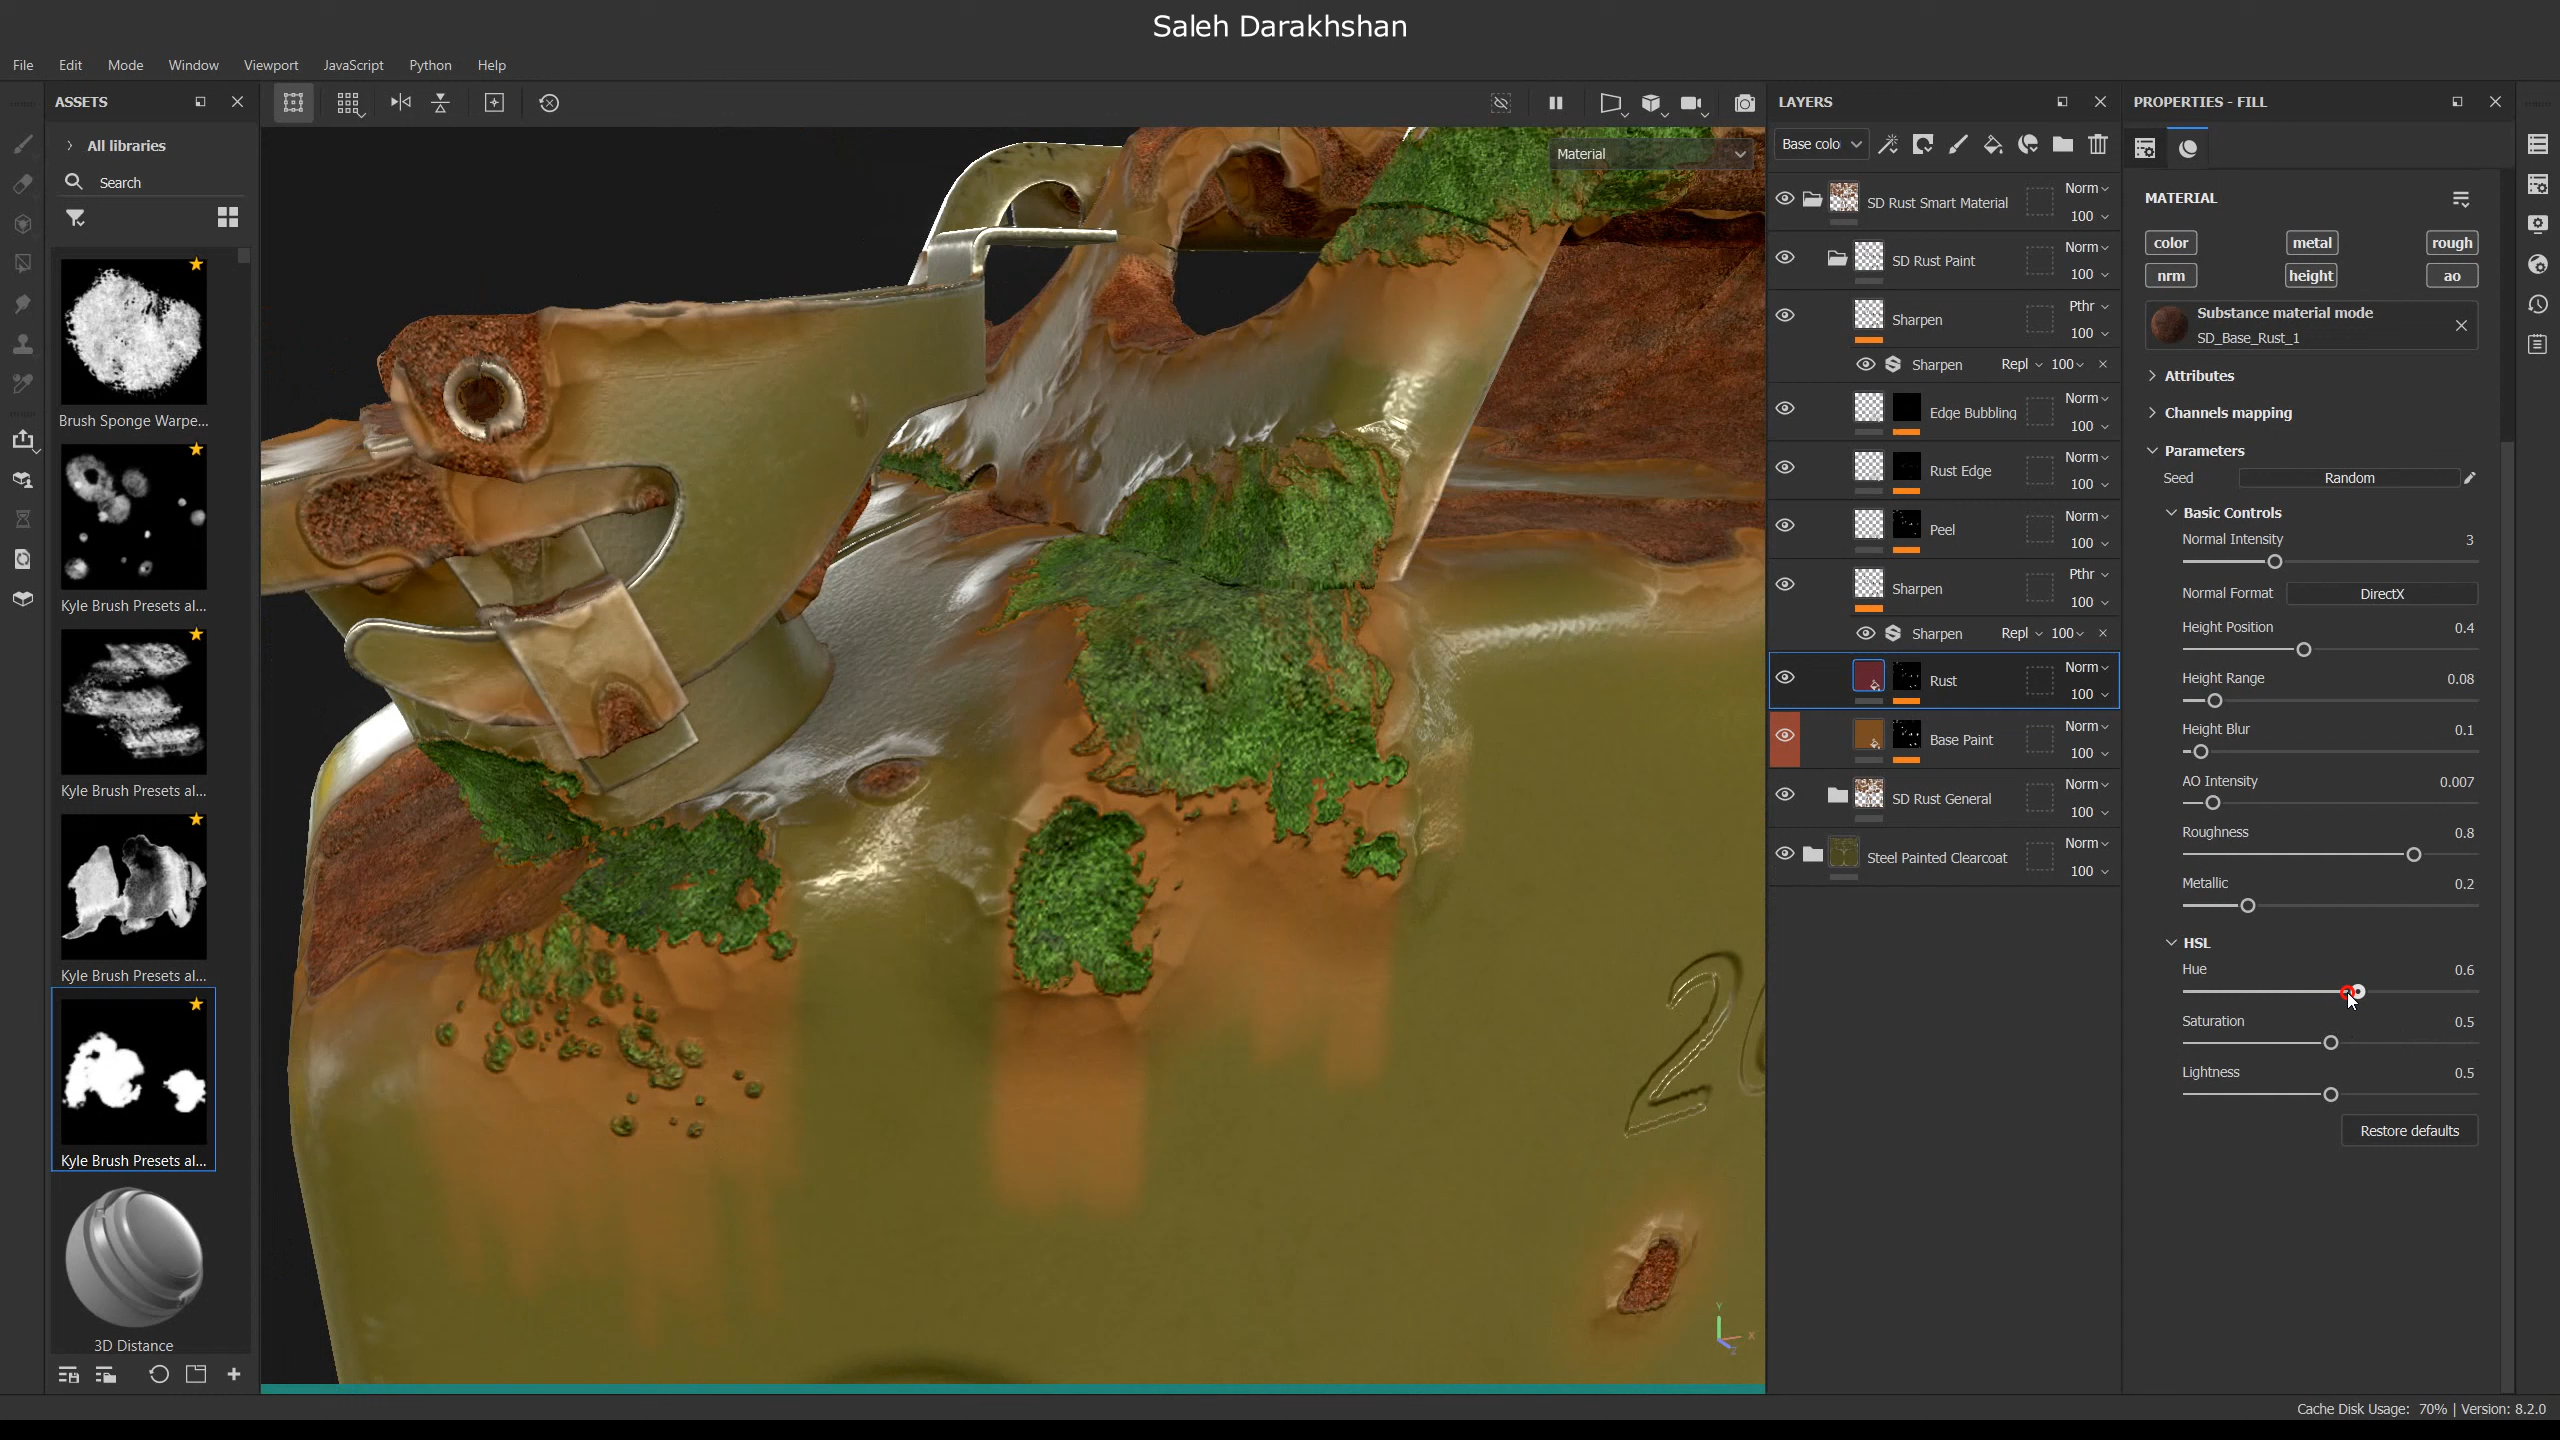 Saleh Darakhshan
File Edit Mode Window Viewport JavaScript Python Help
ASSETS
All libraries
Search
Brush Sponge Warpe...
Kyle Brush Presets al...
Kyle Brush Presets al...
Kyle Brush Presets al...
Kyle Brush Presets al...
3D Distance
Material
20
Y
X
Z
LAYERS
Base colo
SD Rust Smart Material Norm 100
SD Rust Paint Norm 100
Sharpen Pthr 100
Sharpen Repl 100
Edge Bubbling Norm 100
Rust Edge Norm 100
Peel Norm 100
Sharpen Pthr 100
Sharpen Repl 100
Rust Norm 100
Base Paint Norm 100
SD Rust General Norm 100
Steel Painted Clearcoat Norm 100
PROPERTIES - FILL
MATERIAL
color metal rough
nrm height ao
Substance material mode
SD_Base_Rust_1
Attributes
Channels mapping
Parameters
Seed Random
Basic Controls
Normal Intensity 3
Normal Format DirectX
Height Position 0.4
Height Range 0.08
Height Blur 0.1
AO Intensity 0.007
Roughness 0.8
Metallic 0.2
HSL
Hue 0.6
Saturation 0.5
Lightness 0.5
Restore defaults
Cache Disk Usage: 70% | Version: 8.2.0